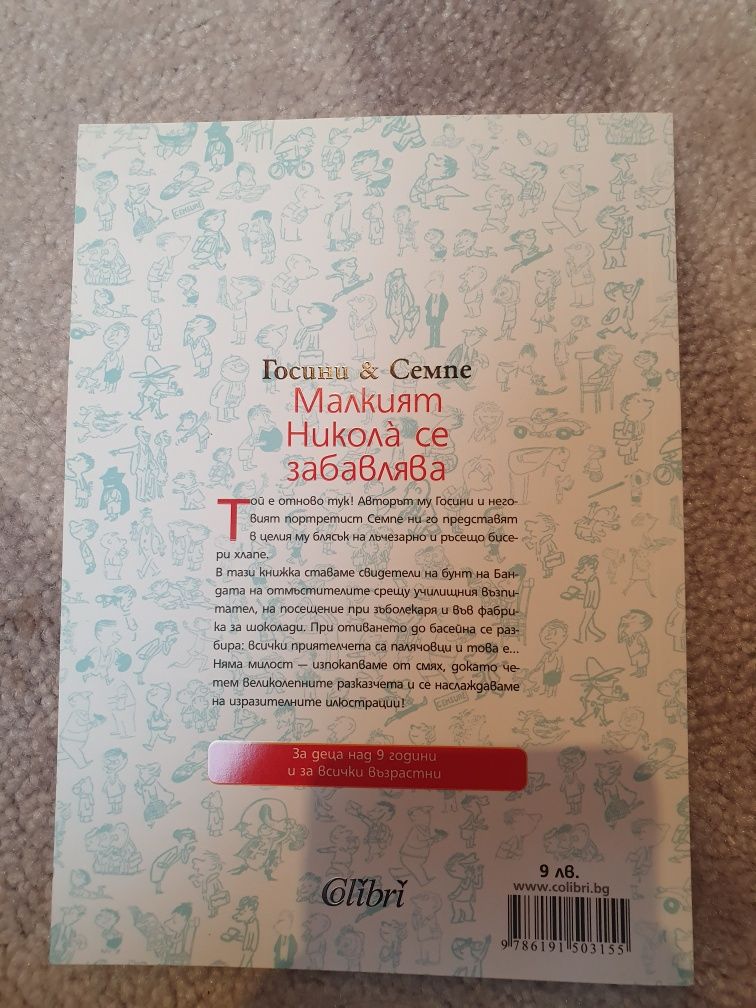 Госини & Семпе
Малкият
Никола̀ се
забавлява
Той е отново тук! Авторът му Госини и него-
вият портретист Семпе ни го представят
в целия му блясък на лъчезарно и ръсещо бисе-
ри хлапе.
В тази книжка ставаме свидетели на бунт на Бан-
дата на отмъстителите срещу училищния възпи-
тател, на посещение при зъболекаря и във фабри-
ка за шоколади. При отиването до басейна се раз-
бира: всички приятелчета са палячовци и това е...
Няма милост — изпокапваме от смях, докато че-
тем великолепните разказчета и се наслаждаваме
на изразителните илюстрации!
За деца над 9 години
и за всички възрастни
9 лв.
www.colibri.bg
Colibri
9 786191 503155